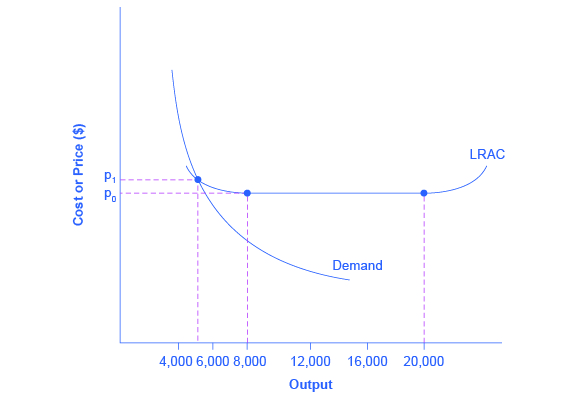 Cost or Price ($)
LRAC
p1
p0
Demand
4,000 6,000 8,000 12,000 16,000 20,000
Output